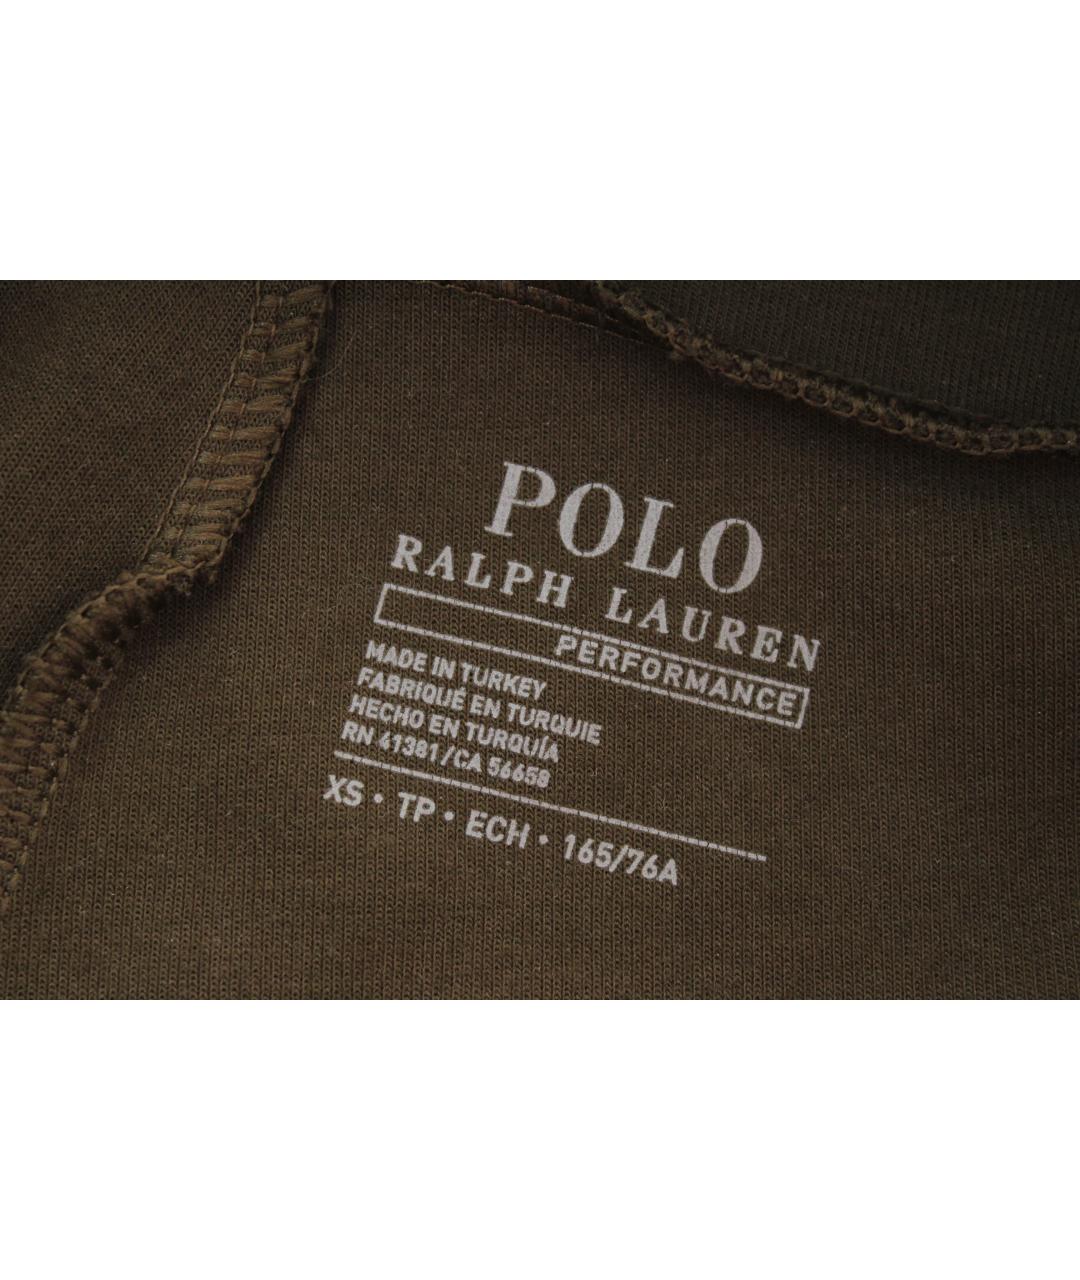 POLO
RALPH LAUREN
PERFORMANCE
MADE IN TURKEY
FABRIQUÉ EN TURQUIE
HECHO EN TURQUÍA
RN 41381/CA 56658
XS • TP • ECH • 165/76A